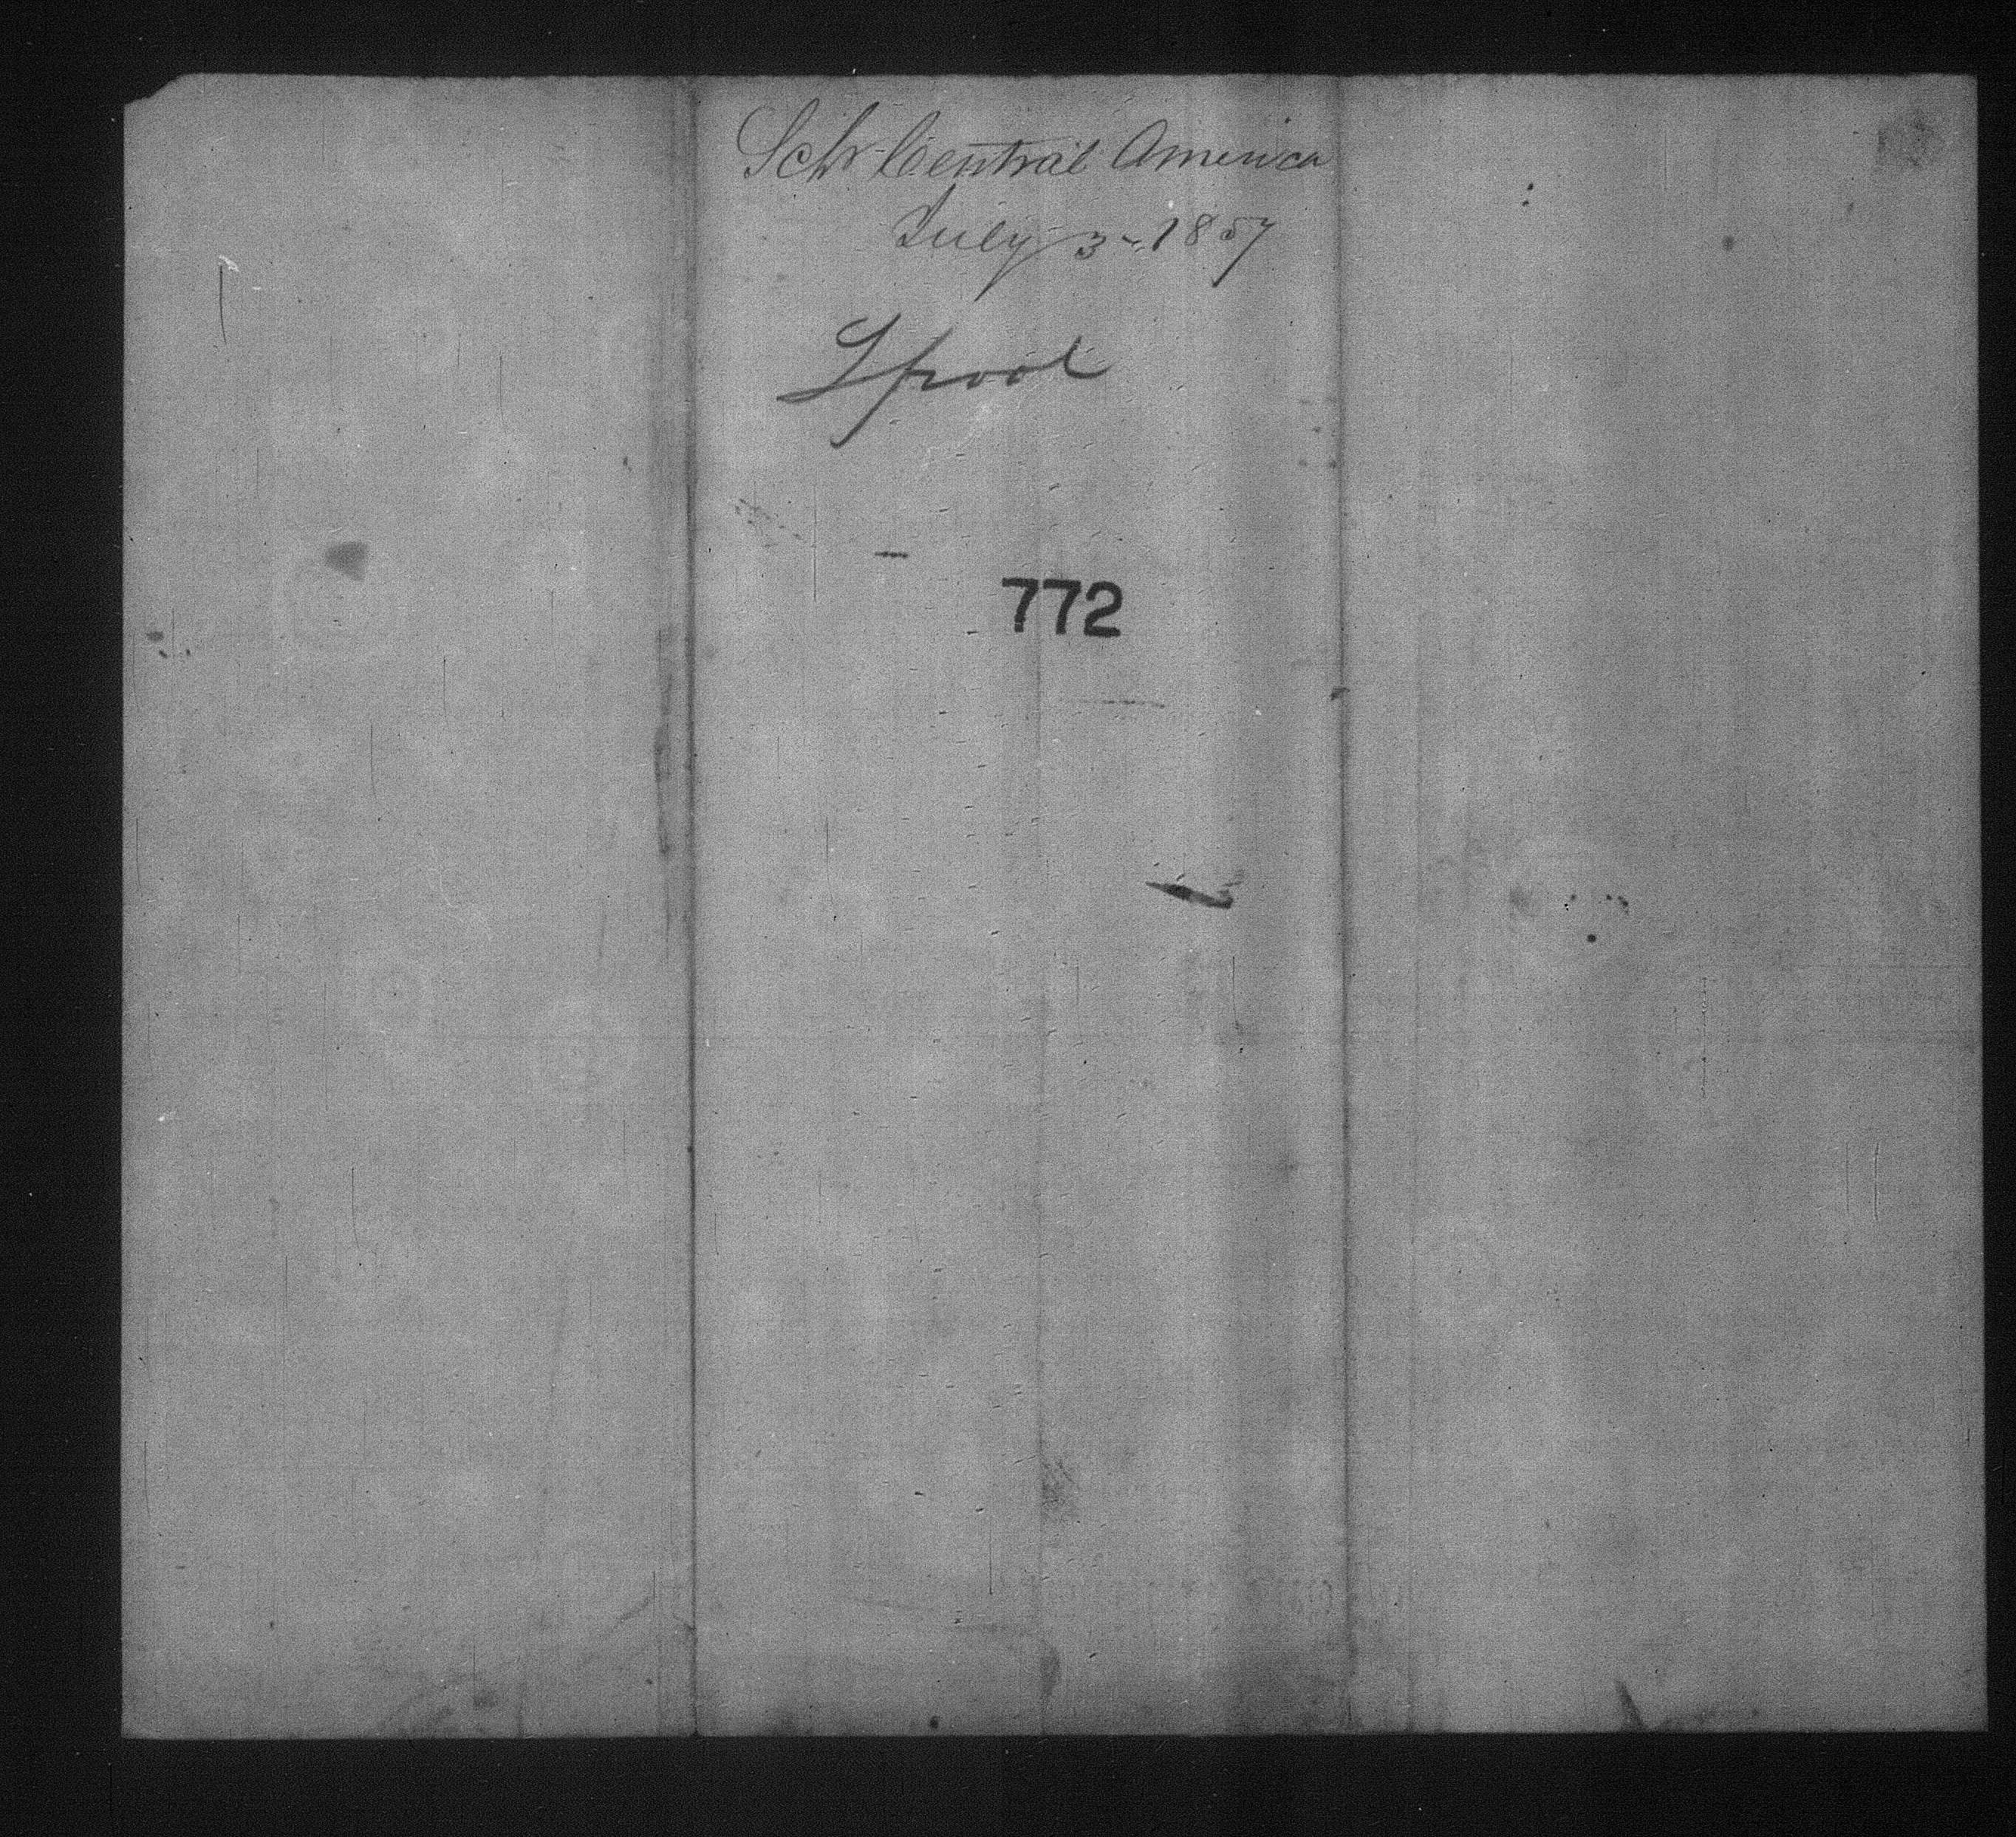 Schr Central America
July 3 - 1857
Lpool
772